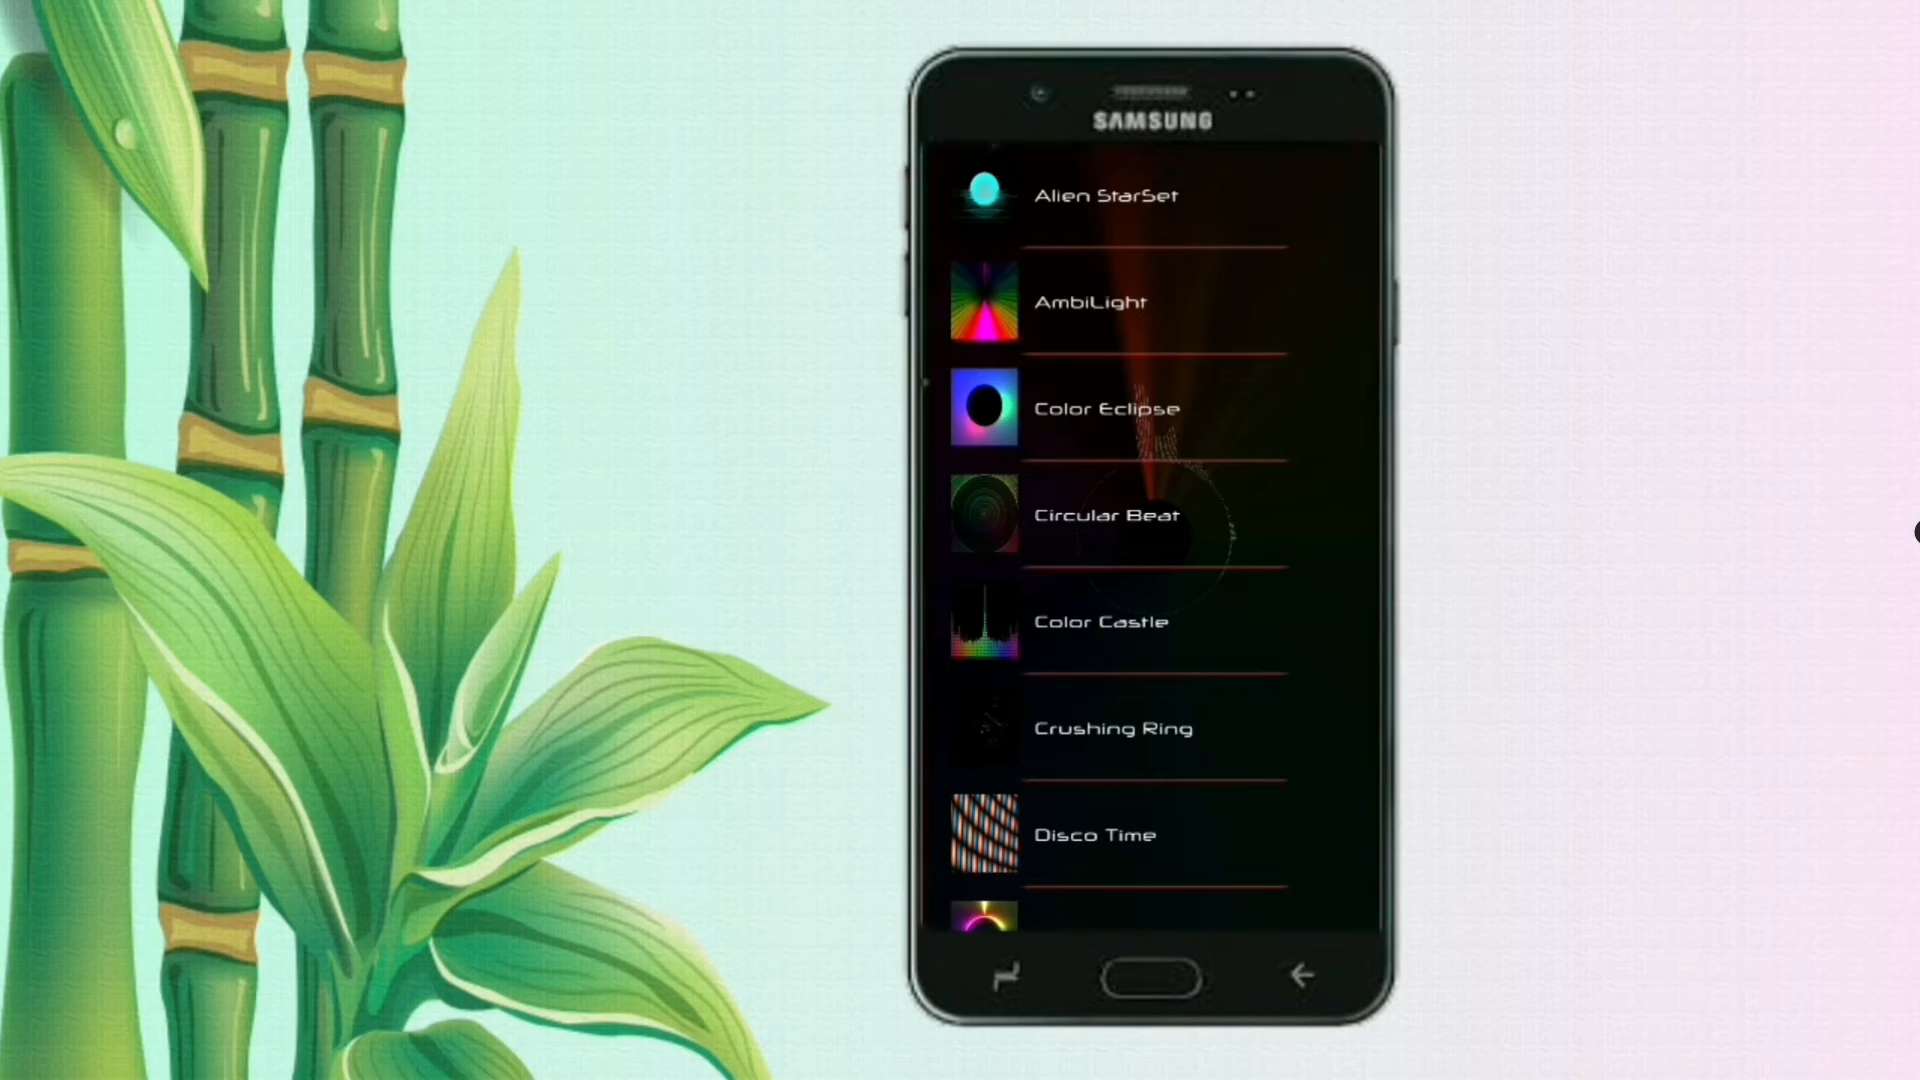 SAMSUNG
Alien StarSet
AmbiLight
Color Eclipse
Circular Beat
Color Castle
Crushing Ring
Disco Time